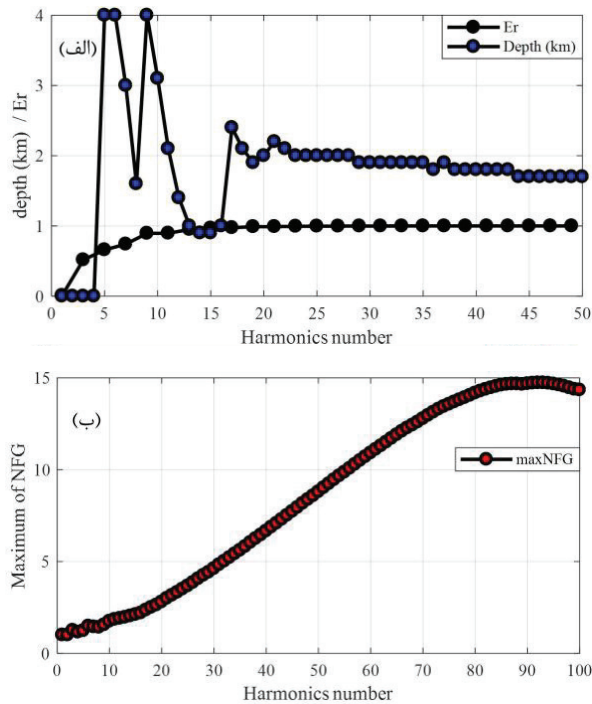 (الف)
Er
Depth (km)
depth (km) / Er
4
3
2
1
0
0 5 10 15 20 25 30 35 40 45 50
Harmonics number
(ب)
maxNFG
Maximum of NFG
15
10
5
0
0 10 20 30 40 50 60 70 80 90 100
Harmonics number